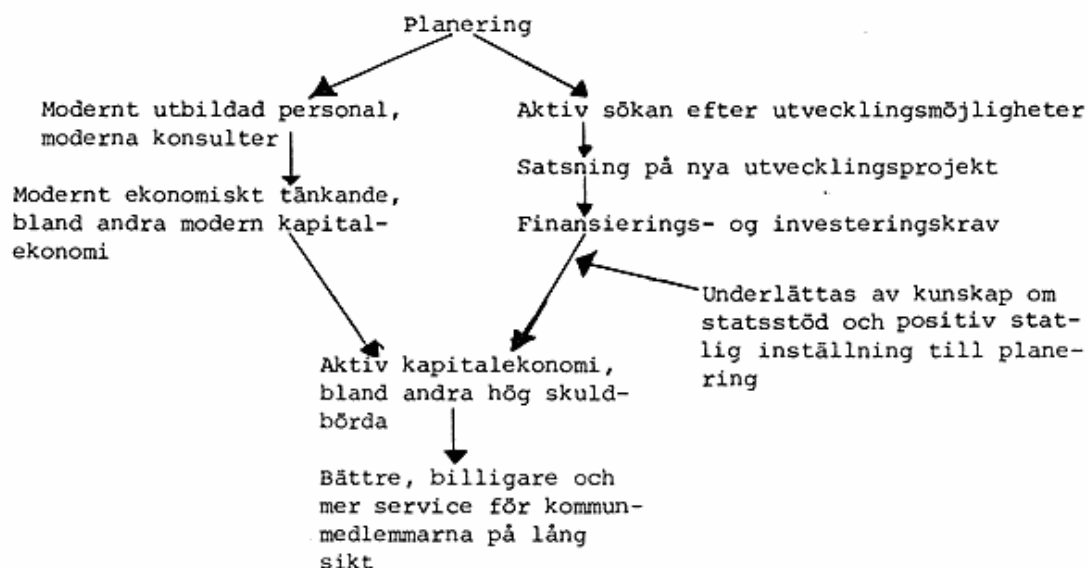 Planering
Modernt utbildad personal,
moderna konsulter
Aktiv sökan efter utvecklingsmöjligheter
Satsning på nya utvecklingsprojekt
Modernt ekonomiskt tänkande,
bland andra modern kapital-
ekonomi
Finansierings- og investeringskrav
Underlättas av kunskap om
statsstöd och positiv stat-
lig inställning till plane-
ring
Aktiv kapitalekonomi,
bland andra hög skuld-
börda
Bättre, billigare och
mer service för kommun-
medlemmarna på lång
sikt